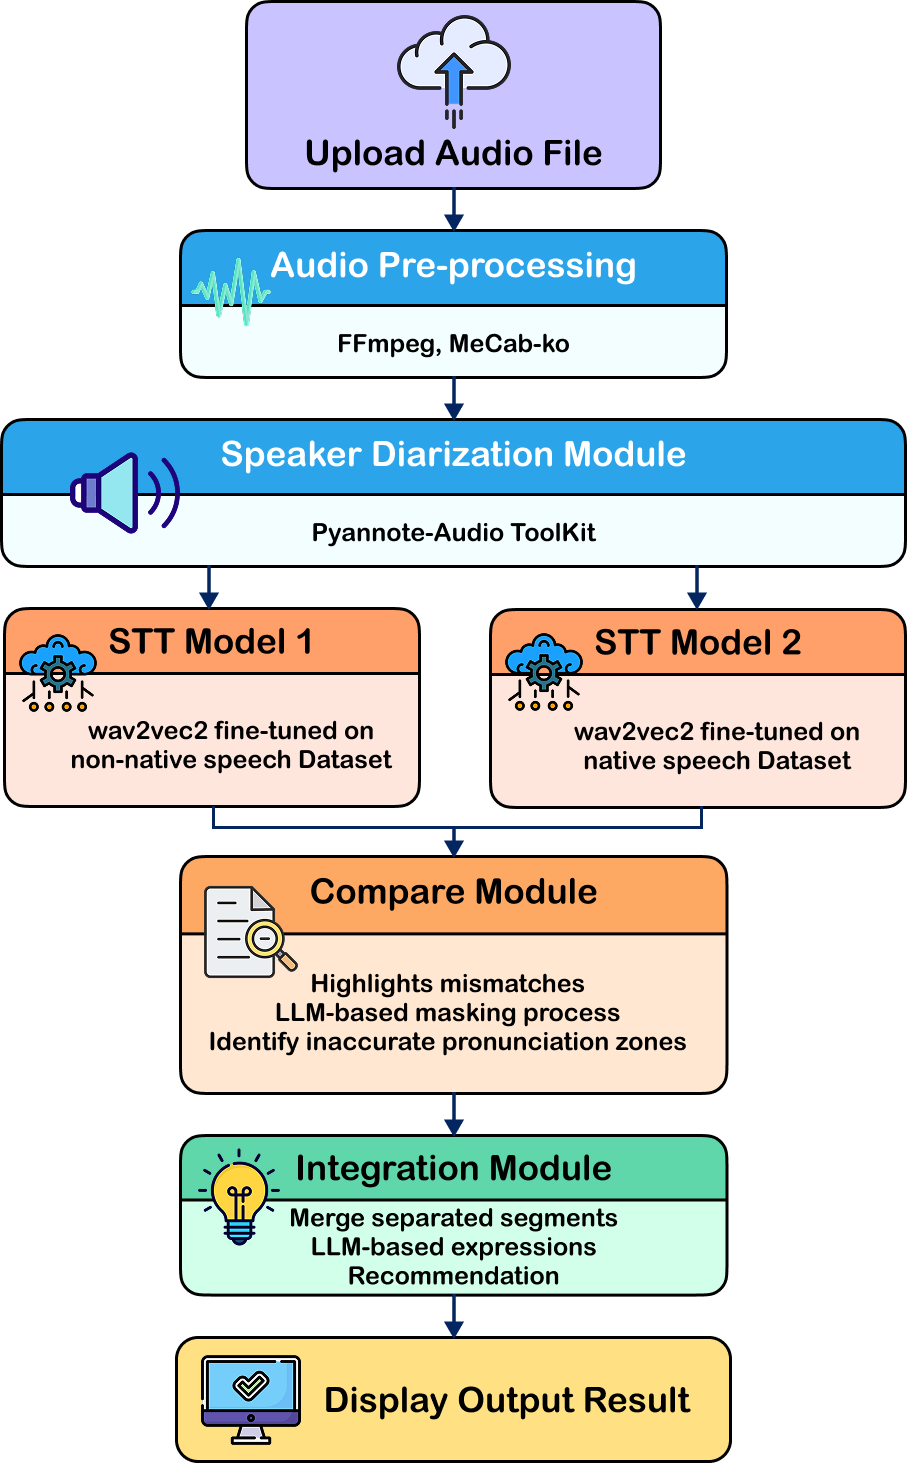 Upload Audio File
Audio Pre-processing
FFmpeg, MeCab-ko
Speaker Diarization Module
Pyannote-Audio ToolKit
STT Model 1
wav2vec2 fine-tuned on
non-native speech Dataset
STT Model 2
wav2vec2 fine-tuned on
native speech Dataset
Compare Module
Highlights mismatches
LLM-based masking process
Identify inaccurate pronunciation zones
Integration Module
Merge separated segments
LLM-based expressions
Recommendation
Display Output Result